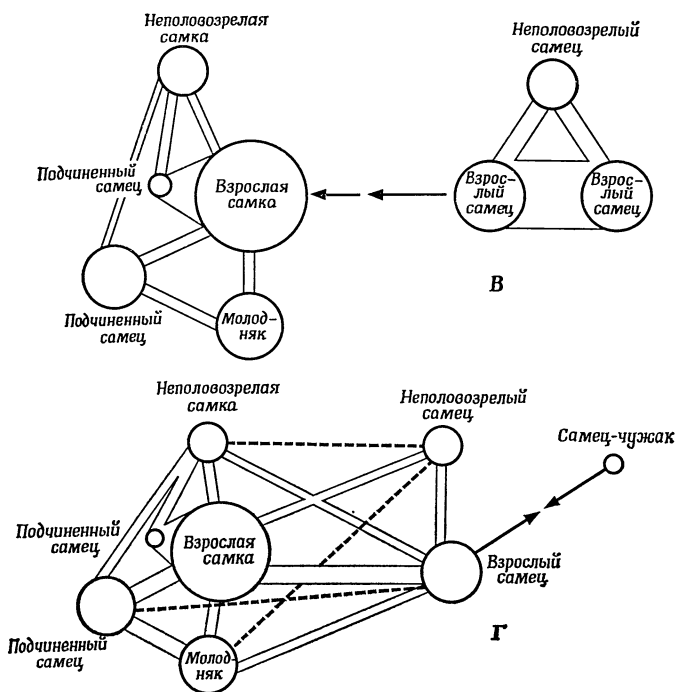 Неполовозрелая
самка
Неполовозрелый
самец
Подчиненный
самец
Взрослая
самка
Взрос-
лый
самец
Взрос-
лый
самец
В
Подчиненный
самец
Молод-
няк
Неполовозрелая
самка
Неполовозрелый
самец
Самец-чужак
Подчиненный
самец
Взрослая
самка
Взрослый
самец
Подчиненный
самец
Молод-
няк
Г